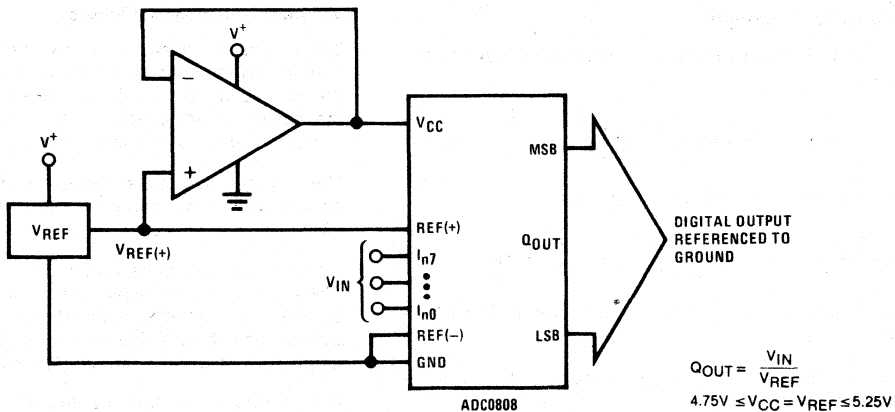 V+
−
+
V+
VREF
VREF(+)
VCC
REF(+)
VIN
In7
In0
REF(−)
GND
MSB
QOUT
LSB
ADC0808
DIGITAL OUTPUT
REFERENCED TO
GROUND
QOUT = VIN / VREF
4.75V ≤ VCC = VREF ≤ 5.25V